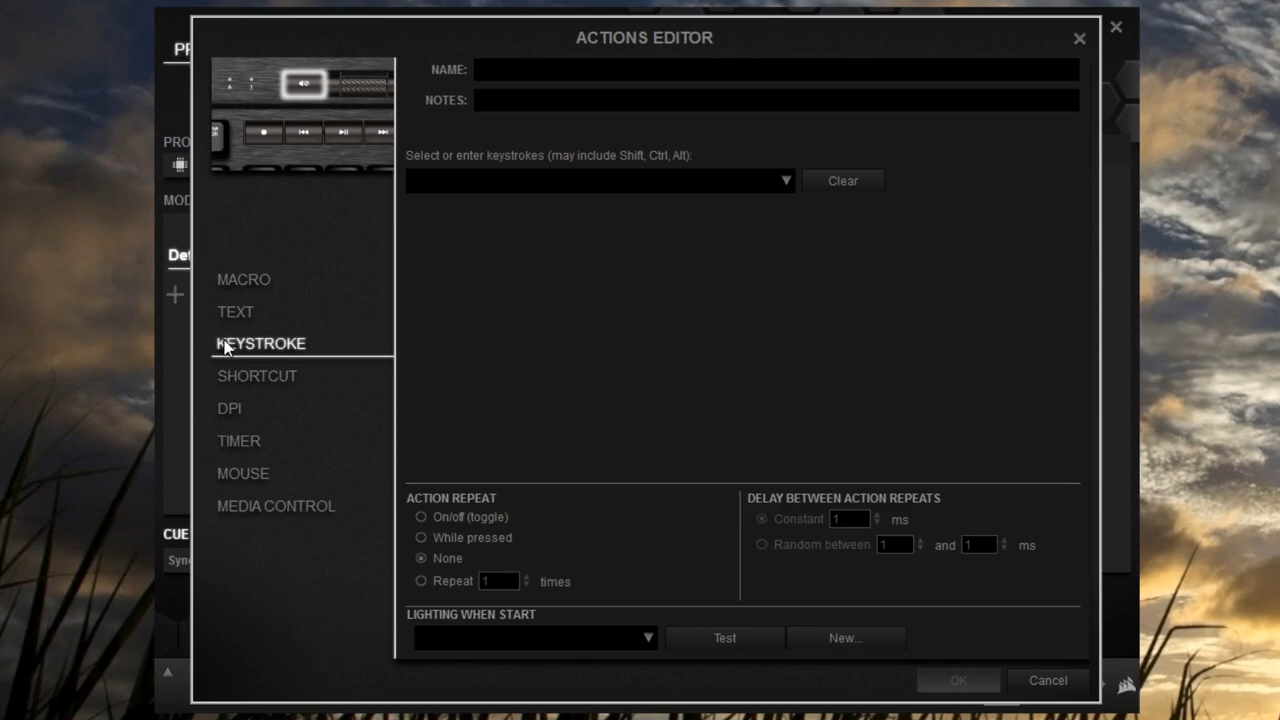 ACTIONS EDITOR
NAME:
NOTES:
Select or enter keystrokes (may include Shift, Ctrl, Alt):
Clear
PRO
MOD
Def
CUE
Syn
MACRO
TEXT
KEYSTROKE
SHORTCUT
DPI
TIMER
MOUSE
MEDIA CONTROL
ACTION REPEAT
On/off (toggle)
While pressed
None
Repeat 1 times
DELAY BETWEEN ACTION REPEATS
Constant 1 ms
Random between 1 and 1 ms
LIGHTING WHEN START
Test
New...
OK
Cancel